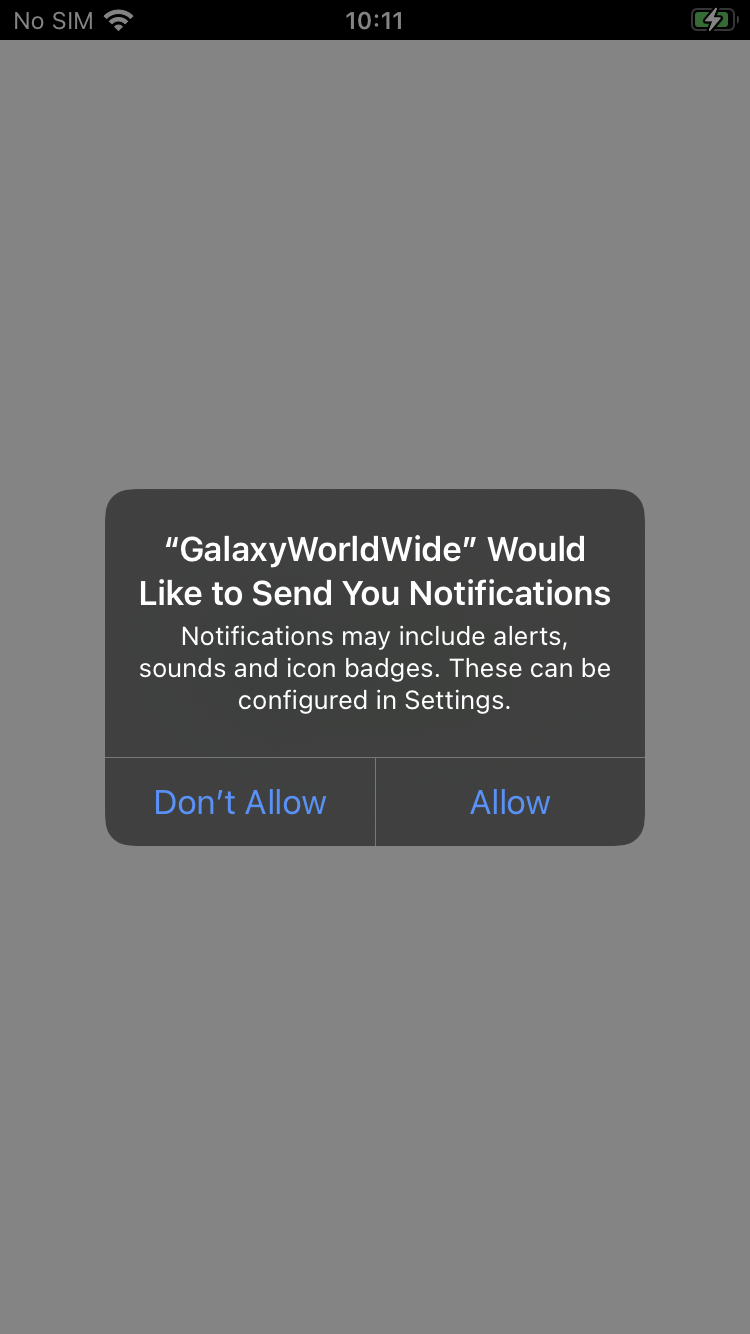 No SIM 10:11
“GalaxyWorldWide” Would
Like to Send You Notifications
Notifications may include alerts,
sounds and icon badges. These can be
configured in Settings.
Don’t Allow Allow